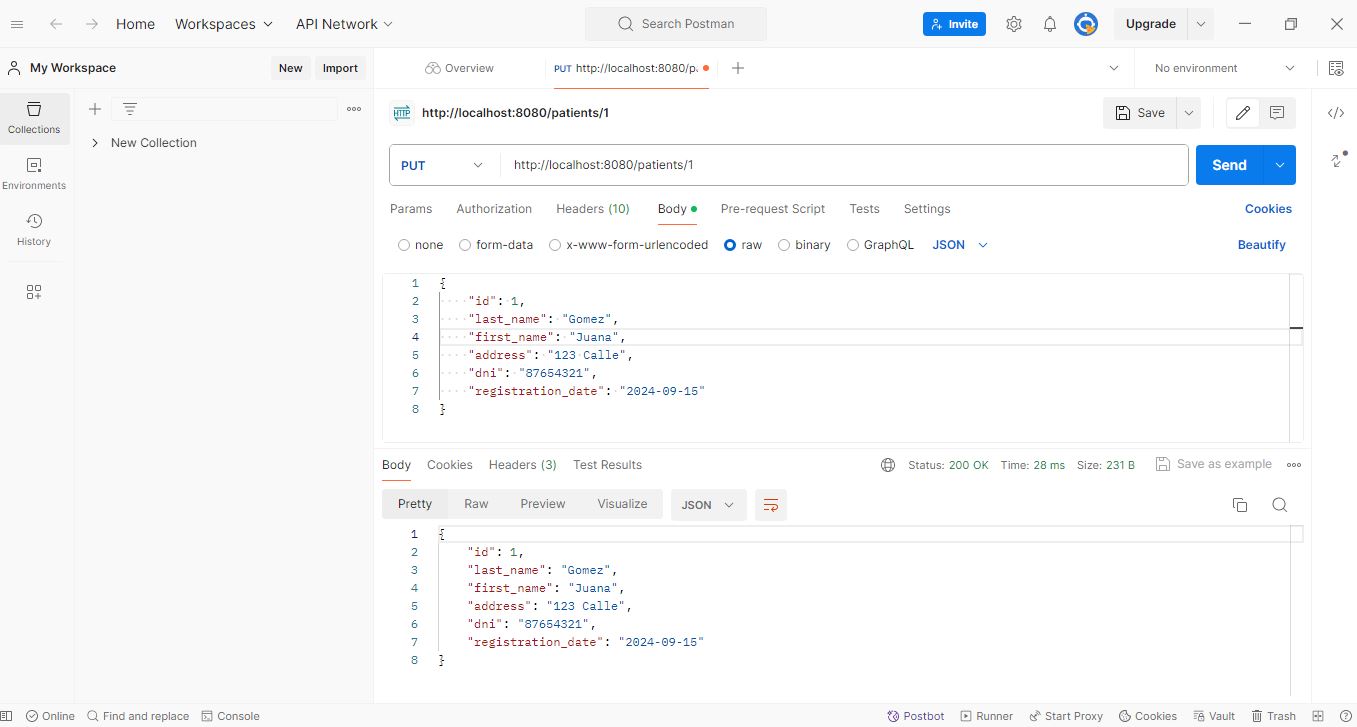 Home Workspaces API Network Search Postman Invite Upgrade
My Workspace New Import Overview PUT http://localhost:8080/pa No environment
Collections
Environments
History
New Collection
HTTP http://localhost:8080/patients/1 Save
PUT http://localhost:8080/patients/1 Send
Params Authorization Headers (10) Body Pre-request Script Tests Settings Cookies
none form-data x-www-form-urlencoded raw binary GraphQL JSON Beautify
1 {
2 "id": 1,
3 "last_name": "Gomez",
4 "first_name": "Juana",
5 "address": "123 Calle",
6 "dni": "87654321",
7 "registration_date": "2024-09-15"
8 }
Body Cookies Headers (3) Test Results Status: 200 OK Time: 28 ms Size: 231 B Save as example
Pretty Raw Preview Visualize JSON
1 {
2 "id": 1,
3 "last_name": "Gomez",
4 "first_name": "Juana",
5 "address": "123 Calle",
6 "dni": "87654321",
7 "registration_date": "2024-09-15"
8 }
Online Find and replace Console Postbot Runner Start Proxy Cookies Vault Trash